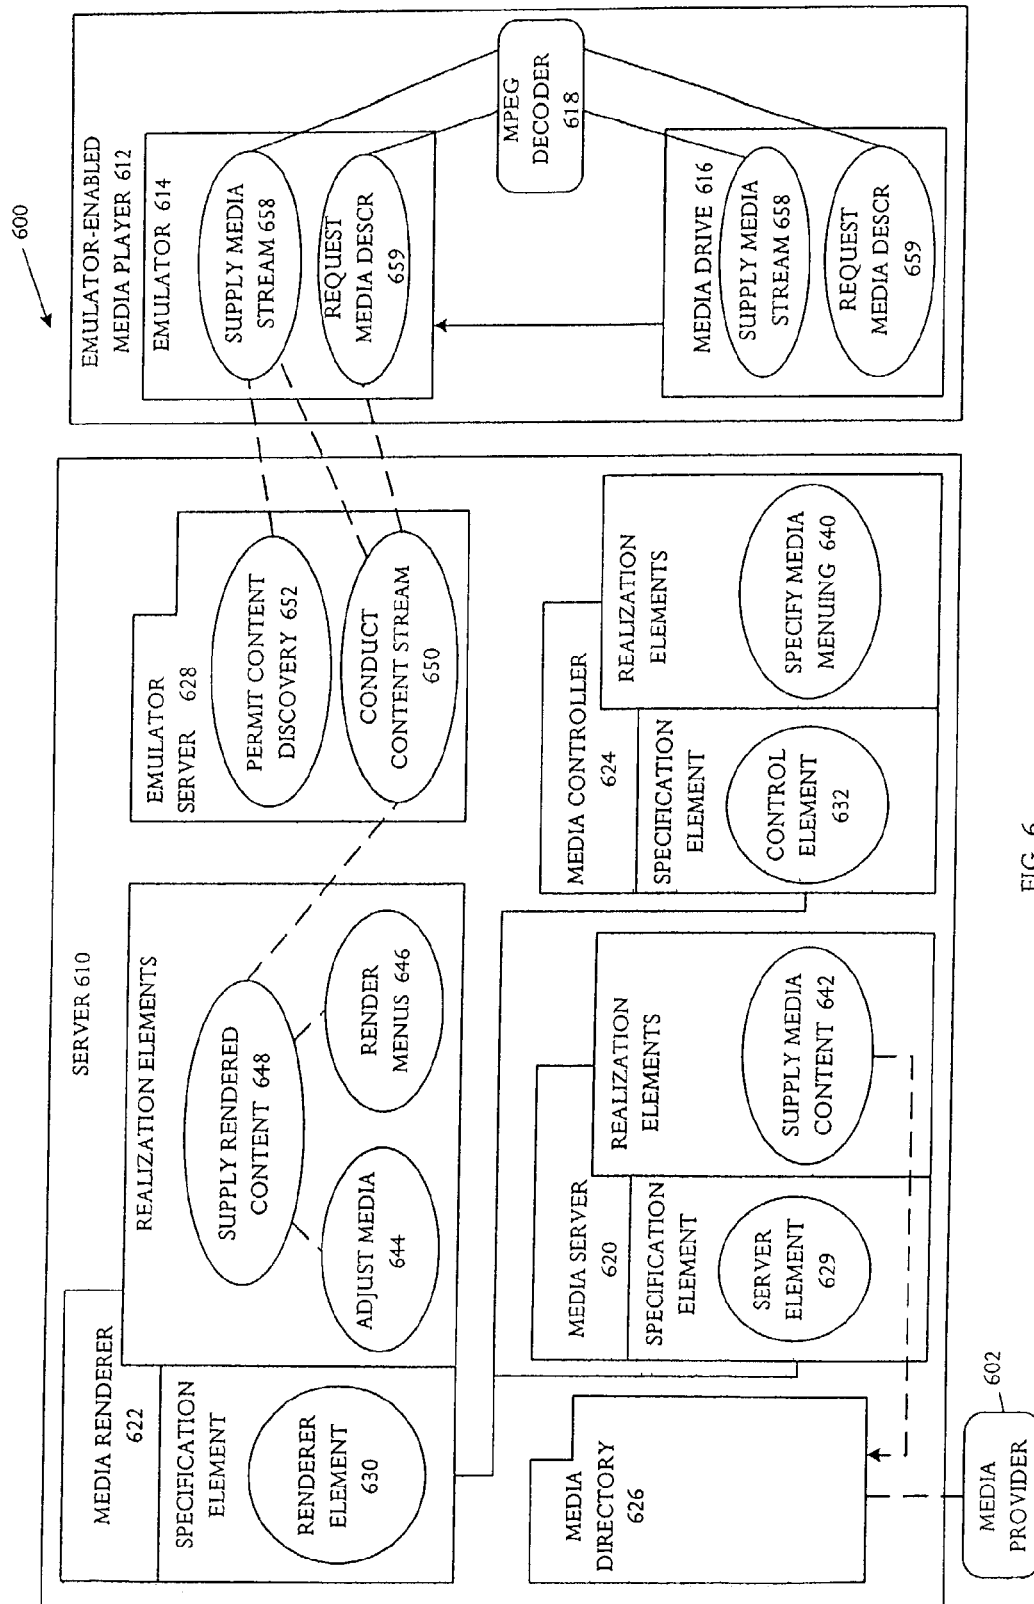 600
EMULATOR-ENABLED
MEDIA PLAYER 612
EMULATOR 614
SUPPLY MEDIA
STREAM 658
REQUEST
MEDIA DESCR
659
MPEG
DECODER
618
MEDIA DRIVE 616
SUPPLY MEDIA
STREAM 658
REQUEST
MEDIA DESCR
659
SERVER 610
MEDIA RENDERER
622
SPECIFICATION
ELEMENT
RENDERER
ELEMENT
630
REALIZATION ELEMENTS
SUPPLY RENDERED
CONTENT 648
ADJUST MEDIA
644
RENDER
MENUS 646
EMULATOR
SERVER 628
PERMIT CONTENT
DISCOVERY 652
CONDUCT
CONTENT STREAM
650
MEDIA
DIRECTORY
626
MEDIA SERVER
620
SPECIFICATION
ELEMENT
SERVER
ELEMENT
629
REALIZATION
ELEMENTS
SUPPLY MEDIA
CONTENT 642
MEDIA CONTROLLER
624
SPECIFICATION
ELEMENT
CONTROL
ELEMENT
632
REALIZATION
ELEMENTS
SPECIFY MEDIA
MENUING 640
MEDIA
PROVIDER
602
FIG. 6